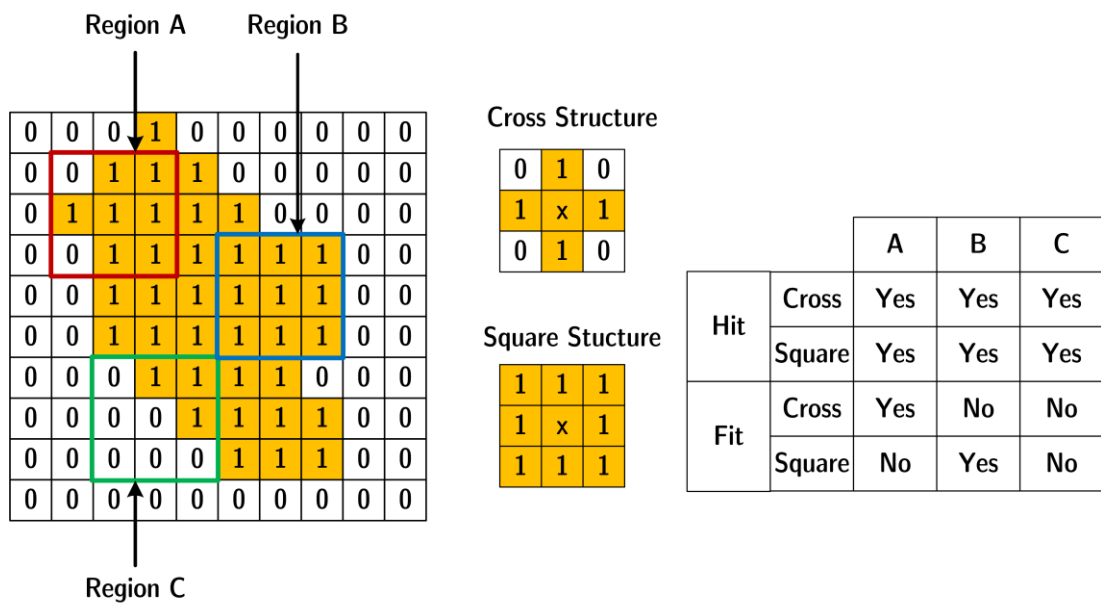 Region A
Region B
0 0 0 1 0 0 0 0 0 0
0 0 1 1 1 0 0 0 0 0
0 1 1 1 1 1 0 0 0 0
0 0 1 1 1 1 1 1 0 0
0 0 1 1 1 1 1 1 0 0
0 0 1 1 1 1 1 1 0 0
0 0 0 1 1 1 1 0 0 0
0 0 0 0 1 1 1 1 0 0
0 0 0 0 0 1 1 1 0 0
0 0 0 0 0 0 0 0 0 0
Region C
Cross Structure
0 1 0
1 x 1
0 1 0
Square Stucture
1 1 1
1 x 1
1 1 1
A B C
Hit
Cross Yes Yes Yes
Square Yes Yes Yes
Fit
Cross Yes No No
Square No Yes No